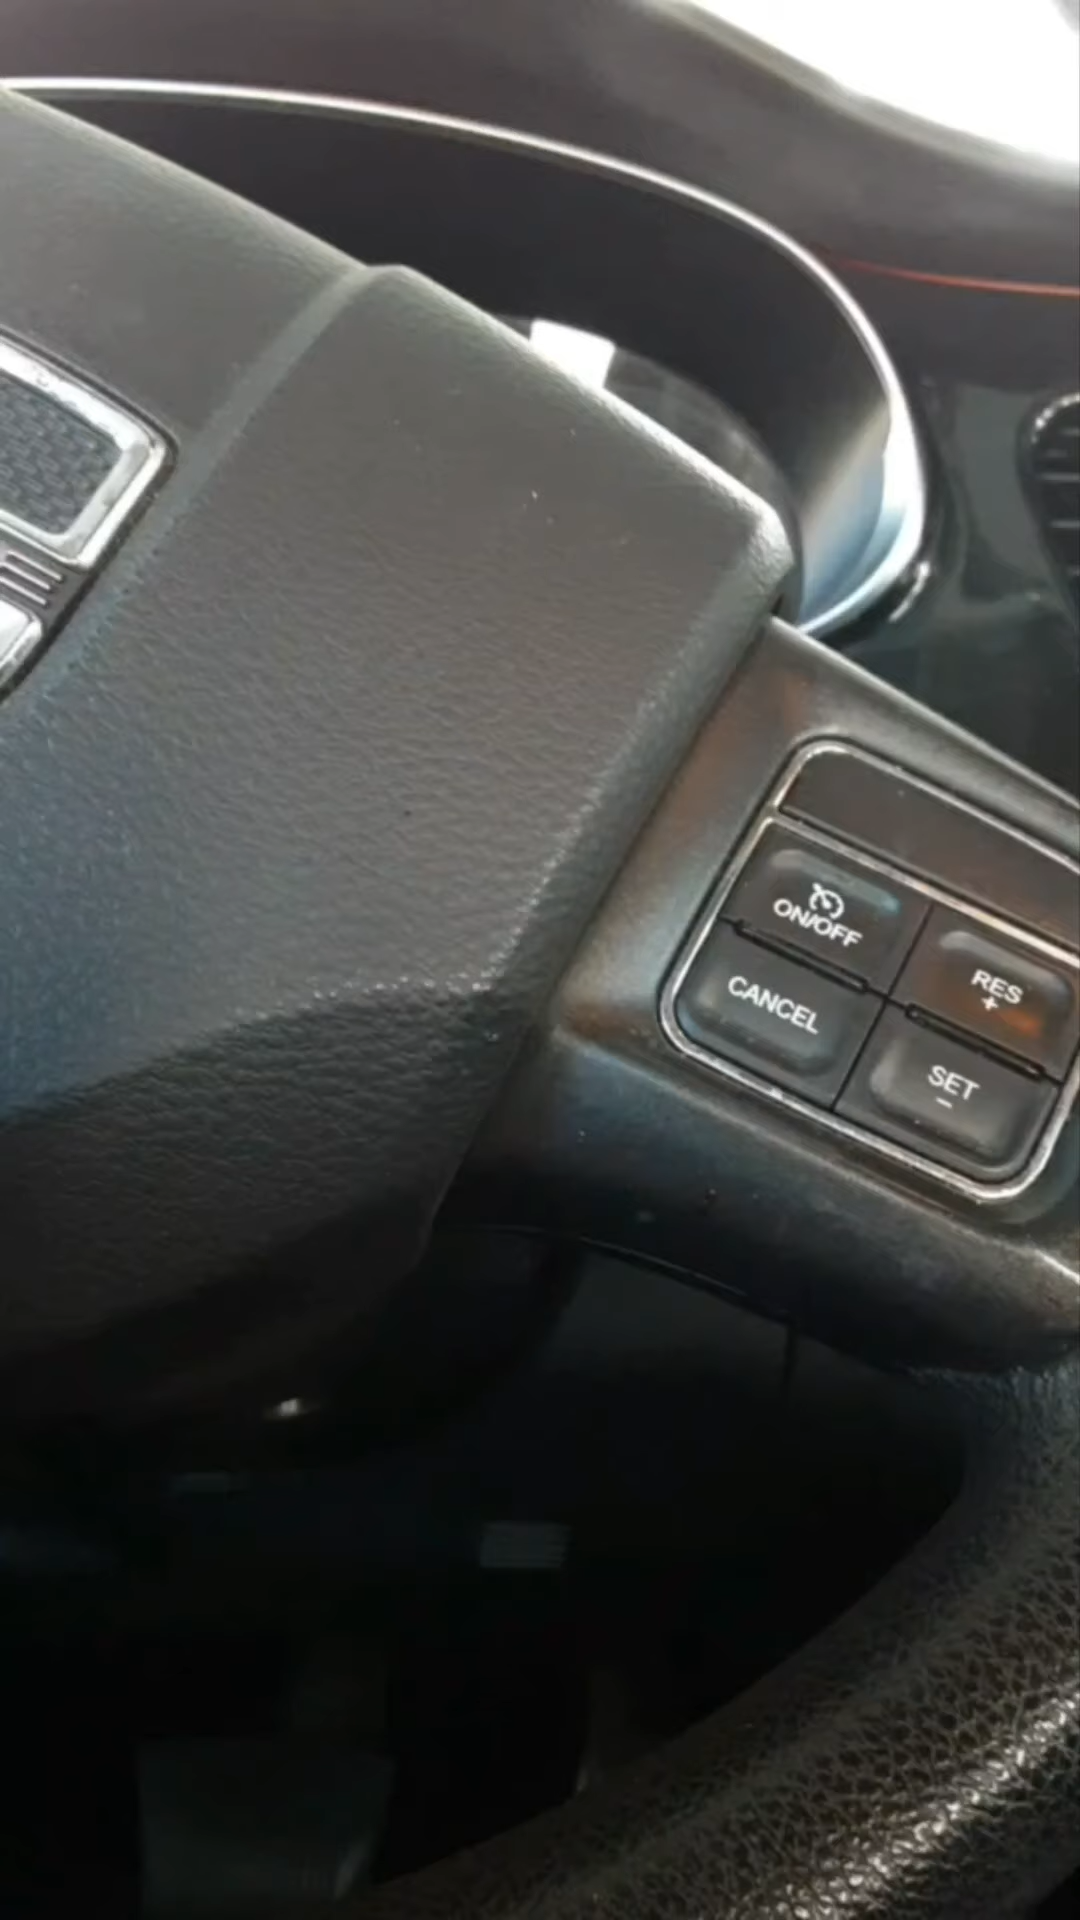 ON/OFF
RES
+
CANCEL
SET
–